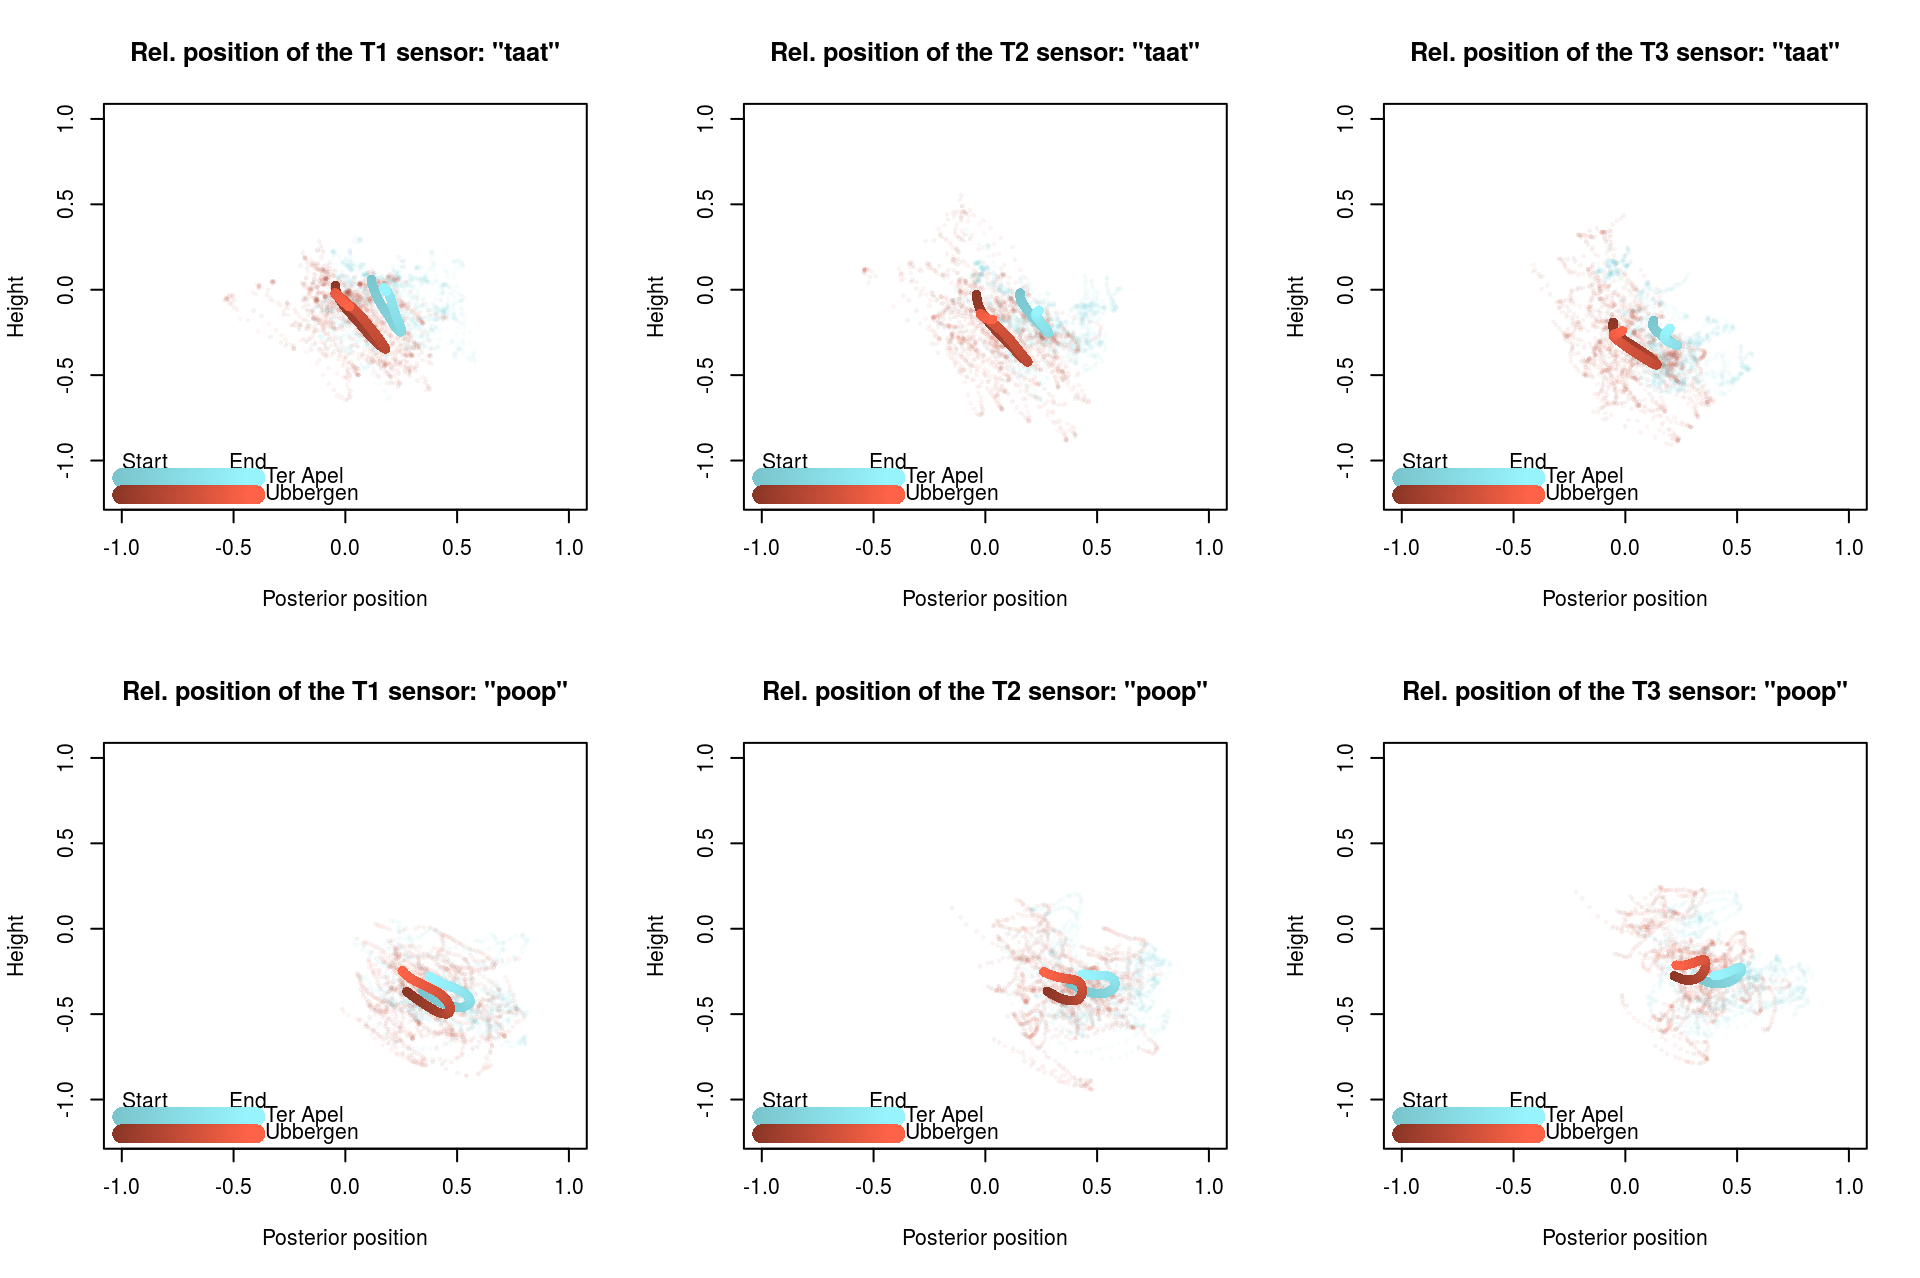 Rel. position of the T1 sensor: "taat"
Height
1.0
0.5
0.0
-0.5
-1.0
Start End
Ter Apel
Ubbergen
-1.0 -0.5 0.0 0.5 1.0
Posterior position
Rel. position of the T2 sensor: "taat"
Height
1.0
0.5
0.0
-0.5
-1.0
Start End
Ter Apel
Ubbergen
-1.0 -0.5 0.0 0.5 1.0
Posterior position
Rel. position of the T3 sensor: "taat"
Height
1.0
0.5
0.0
-0.5
-1.0
Start End
Ter Apel
Ubbergen
-1.0 -0.5 0.0 0.5 1.0
Posterior position
Rel. position of the T1 sensor: "poop"
Height
1.0
0.5
0.0
-0.5
-1.0
Start End
Ter Apel
Ubbergen
-1.0 -0.5 0.0 0.5 1.0
Posterior position
Rel. position of the T2 sensor: "poop"
Height
1.0
0.5
0.0
-0.5
-1.0
Start End
Ter Apel
Ubbergen
-1.0 -0.5 0.0 0.5 1.0
Posterior position
Rel. position of the T3 sensor: "poop"
Height
1.0
0.5
0.0
-0.5
-1.0
Start End
Ter Apel
Ubbergen
-1.0 -0.5 0.0 0.5 1.0
Posterior position